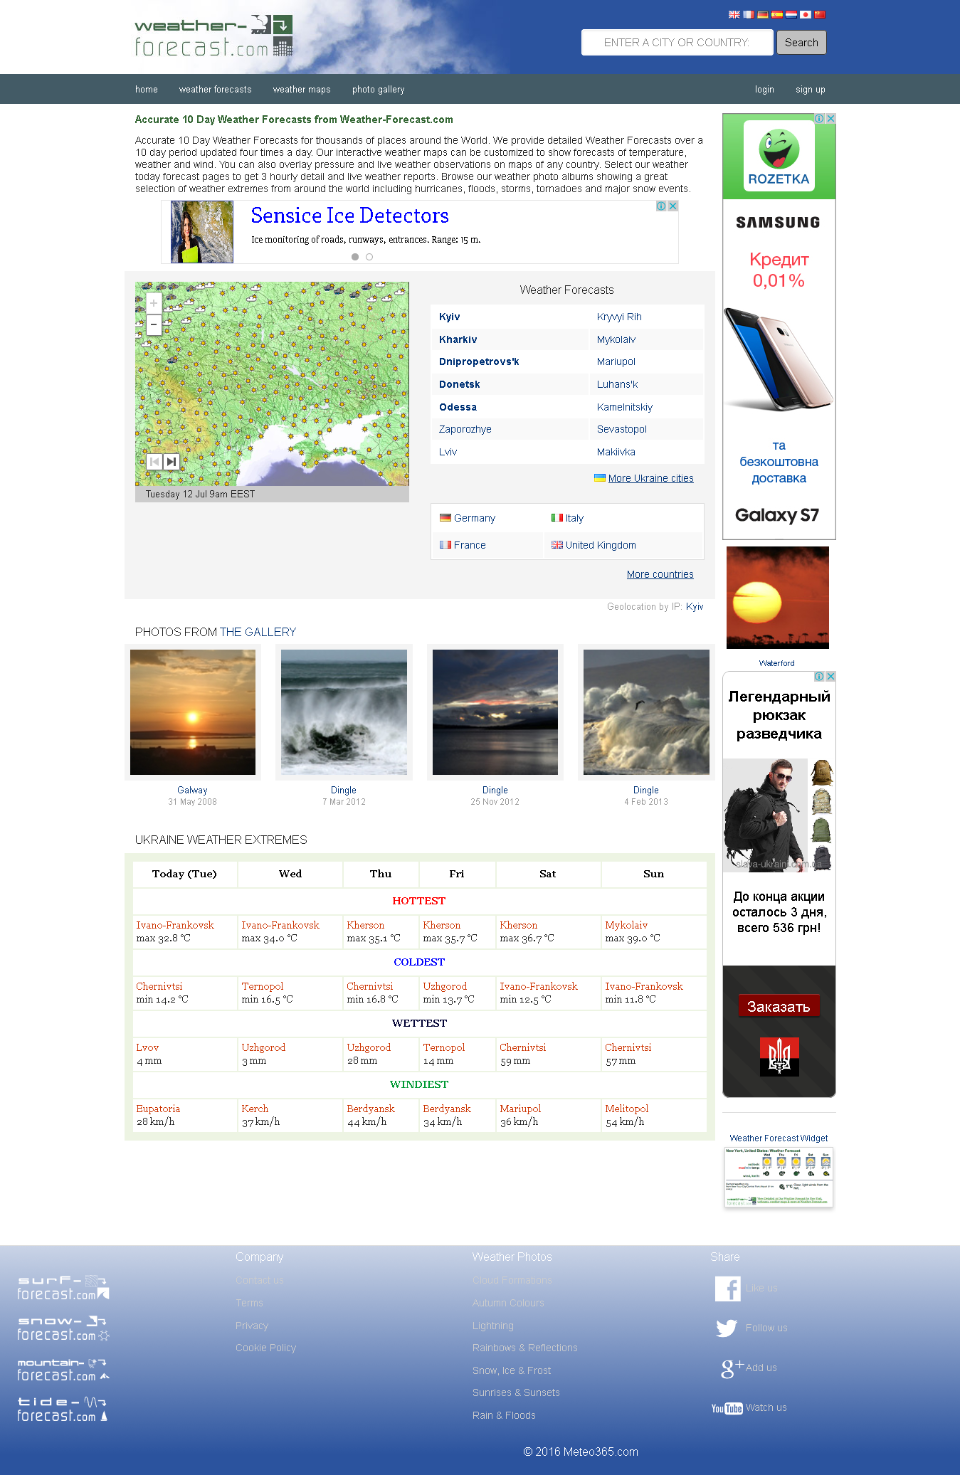 weather-
forecast.com
ENTER A CITY OR COUNTRY:
Search
home
weather forecasts
weather maps
photo gallery
login
sign up
Accurate 10 Day Weather Forecasts from Weather-Forecast.com
Accurate 10 Day Weather Forecasts for thousands of places around the World. We provide detailed Weather Forecasts over a
10 day period updated four times a day. Our interactive weather maps can be customized to show forecasts of temperature,
weather and wind. You can also overlay pressure and live weather observations on maps of any country. Select our weather
today forecast pages to get 3 hourly detail and live weather reports. Browse our weather photo albums showing a great
selection of weather extremes from around the world including hurricanes, floods, storms, tornadoes and major snow events.
Sensice Ice Detectors
Ice monitoring of roads, runways, entrances. Range: 15 m.
Tuesday 12 Jul 9am EEST
Weather Forecasts
Kyiv Kryvyi Rih
Kharkiv Mykolaiv
Dnipropetrovs'k Mariupol
Donetsk Luhans'k
Odessa Kamelnitskiy
Zaporozhye Sevastopol
Lviv Makiivka
More Ukraine cities
Germany Italy
France United Kingdom
More countries
Geolocation by IP: Kyiv
ROZETKA
SAMSUNG
Кредит
0,01%
та
безкоштовна
доставка
Galaxy S7
Waterford
PHOTOS FROM THE GALLERY
Galway
31 May 2008
Dingle
7 Mar 2012
Dingle
25 Nov 2012
Dingle
4 Feb 2013
Легендарный
рюкзак
разведчика
До конца акции
осталось 3 дня,
всего 536 грн!
Заказать
UKRAINE WEATHER EXTREMES
Today (Tue) Wed Thu Fri Sat Sun
HOTTEST
Ivano-Frankovsk Ivano-Frankovsk Kherson Kherson Kherson Mykolaiv
max 32.8 °C max 34.0 °C max 35.1 °C max 35.7 °C max 36.7 °C max 39.0 °C
COLDEST
Chernivtsi Ternopol Chernivtsi Uzhgorod Ivano-Frankovsk Ivano-Frankovsk
min 14.2 °C min 16.5 °C min 16.8 °C min 13.7 °C min 12.5 °C min 11.8 °C
WETTEST
Lvov Uzhgorod Uzhgorod Ternopol Chernivtsi Chernivtsi
4 mm 3 mm 28 mm 14 mm 59 mm 57 mm
WINDIEST
Eupatoria Kerch Berdyansk Berdyansk Mariupol Melitopol
28 km/h 37 km/h 44 km/h 34 km/h 36 km/h 54 km/h
Weather Forecast Widget
surf-
forecast.com
snow-
forecast.com
mountain-
forecast.com
tide-
forecast.com
Company
Contact us
Terms
Privacy
Cookie Policy
Weather Photos
Cloud Formations
Autumn Colours
Lightning
Rainbows & Reflections
Snow, Ice & Frost
Sunrises & Sunsets
Rain & Floods
Share
Like us
Follow us
Add us
You Tube Watch us
© 2016 Meteo365.com